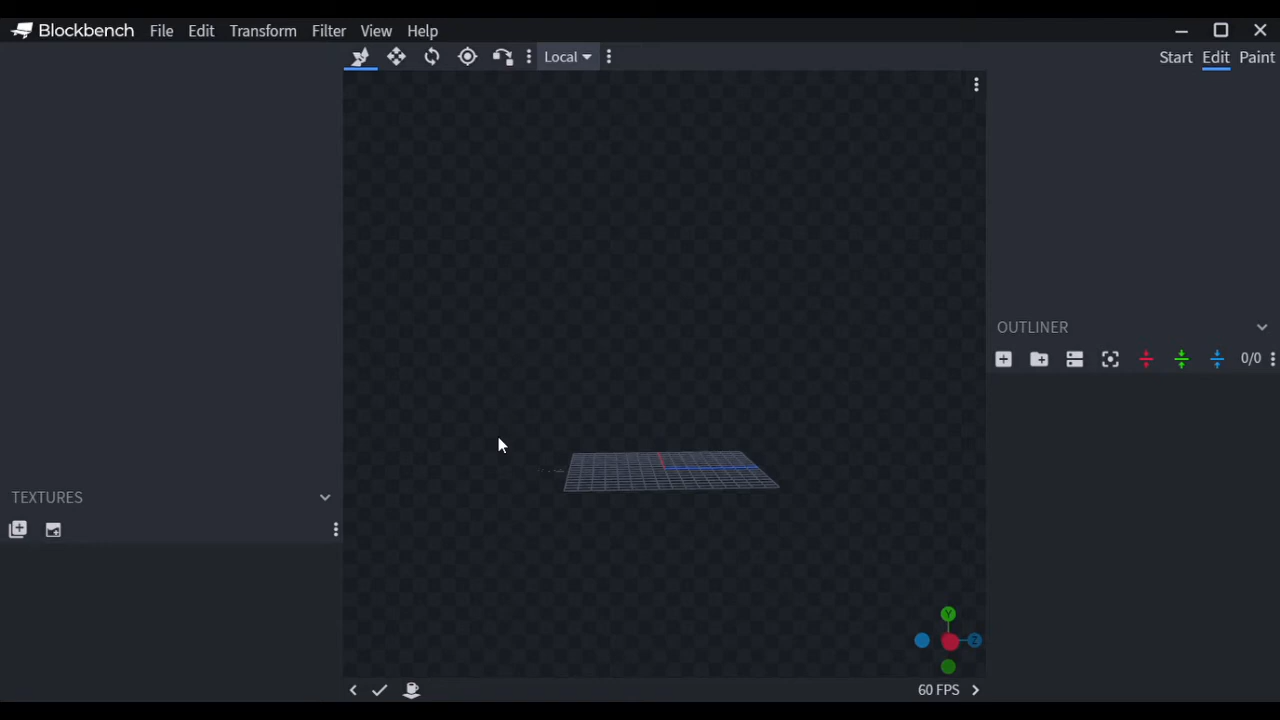 Blockbench File Edit Transform Filter View Help
Local Start Edit Paint
OUTLINER
0/0
TEXTURES
Y
Z
60 FPS